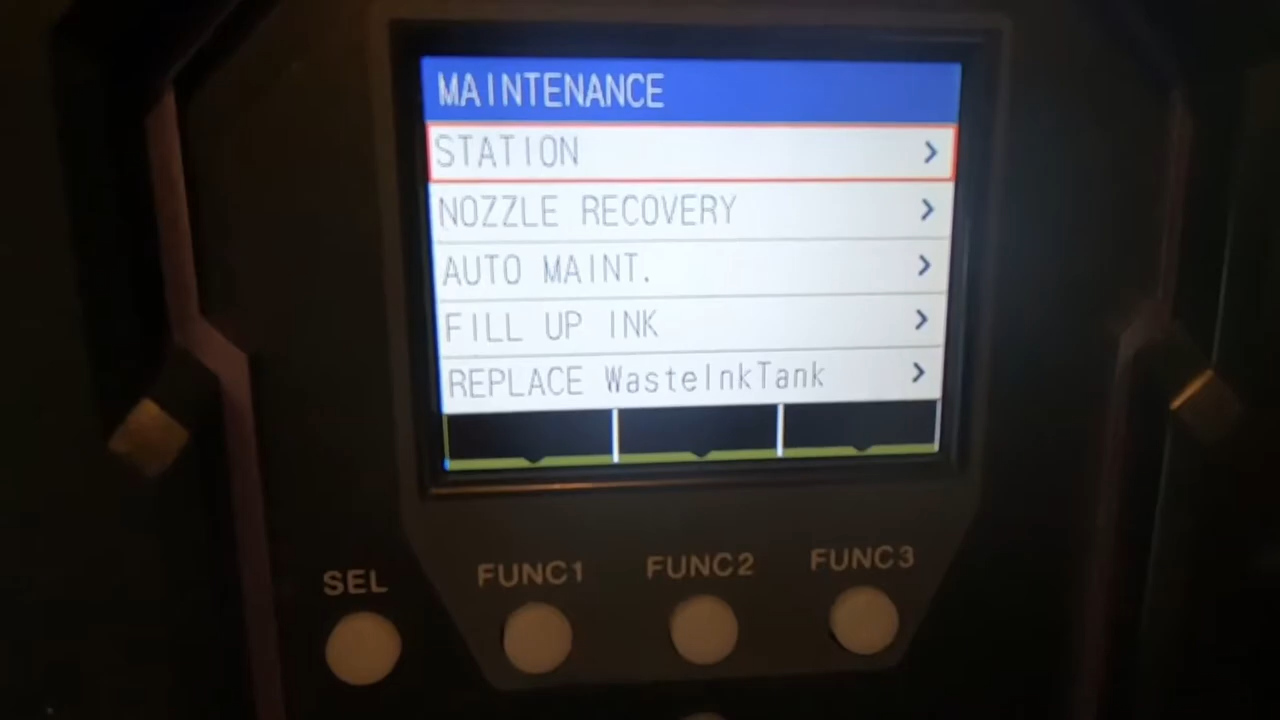 MAINTENANCE
STATION
NOZZLE RECOVERY
AUTO MAINT.
FILL UP INK
REPLACE WasteInkTank
SEL FUNC1 FUNC2 FUNC3